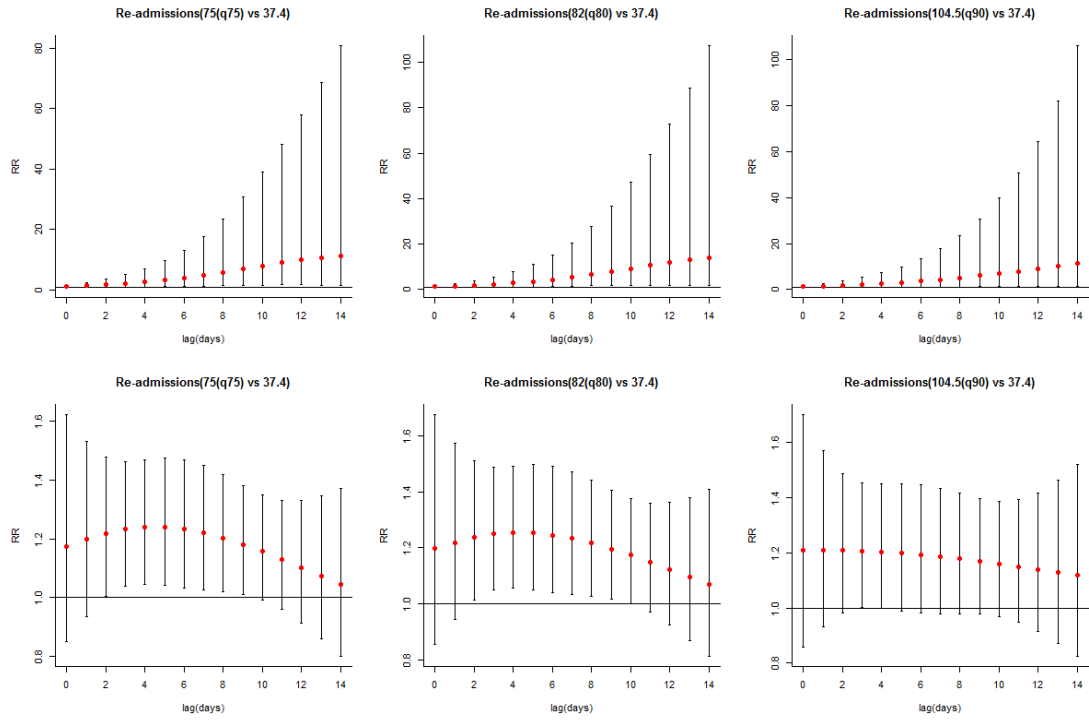 Re-admissions(75(q75) vs 37.4)
RR
0 20 40 60 80
0 2 4 6 8 10 12 14
lag(days)
Re-admissions(82(q80) vs 37.4)
RR
0 20 40 60 80 100
0 2 4 6 8 10 12 14
lag(days)
Re-admissions(104.5(q90) vs 37.4)
RR
0 20 40 60 80 100
0 2 4 6 8 10 12 14
lag(days)
Re-admissions(75(q75) vs 37.4)
RR
0.8 1.0 1.2 1.4 1.6
0 2 4 6 8 10 12 14
lag(days)
Re-admissions(82(q80) vs 37.4)
RR
0.8 1.0 1.2 1.4 1.6
0 2 4 6 8 10 12 14
lag(days)
Re-admissions(104.5(q90) vs 37.4)
RR
0.8 1.0 1.2 1.4 1.6
0 2 4 6 8 10 12 14
lag(days)